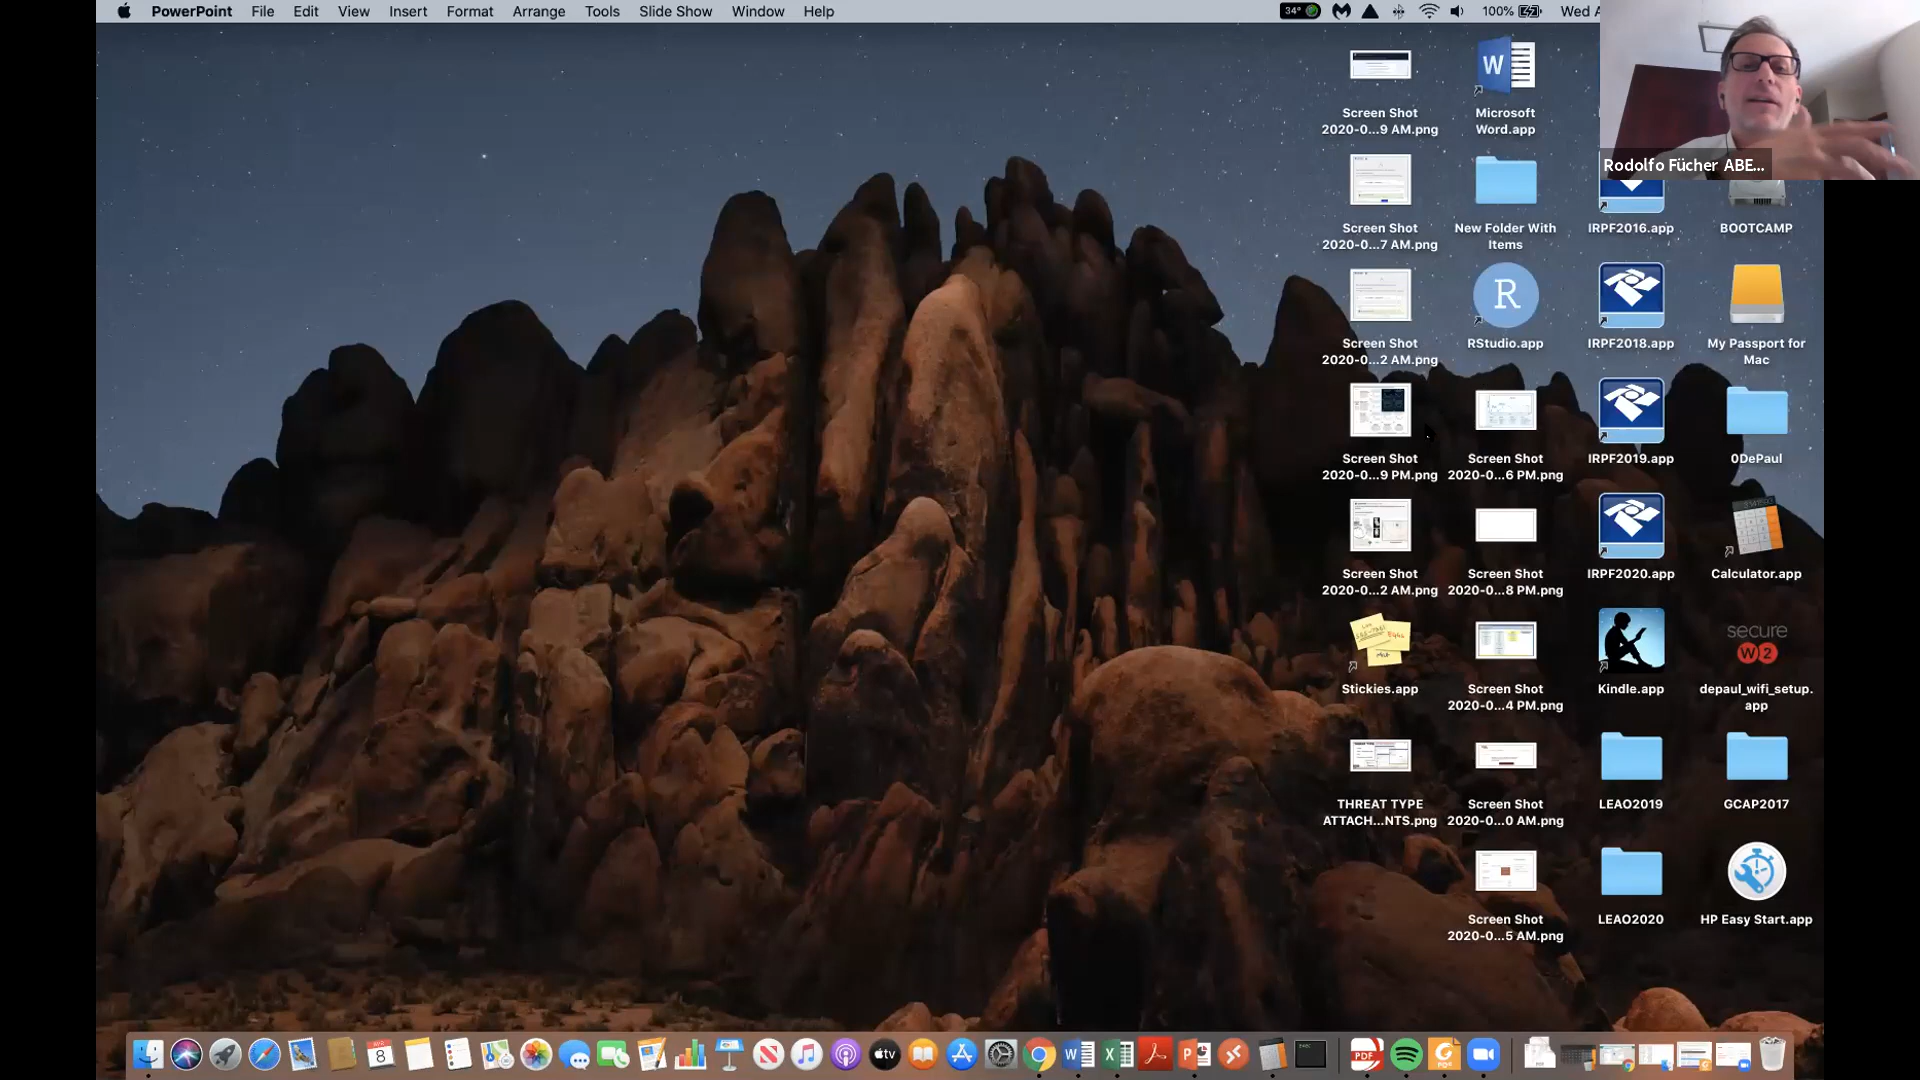 PowerPoint File Edit View Insert Format Arrange Tools Slide Show Window Help 34° 100% Wed A
Rodolfo Fücher ABE...
Screen Shot
2020-0...9 AM.png
Microsoft
Word.app
Screen Shot
2020-0...7 AM.png
New Folder With
Items
IRPF2016.app
BOOTCAMP
Screen Shot
2020-0...2 AM.png
R
RStudio.app
IRPF2018.app
My Passport for
Mac
Screen Shot
2020-0...9 PM.png
Screen Shot
2020-0...6 PM.png
IRPF2019.app
0DePaul
Screen Shot
2020-0...2 AM.png
Screen Shot
2020-0...8 PM.png
IRPF2020.app
Calculator.app
Stickies.app
Screen Shot
2020-0...4 PM.png
Kindle.app
secure
W2
depaul_wifi_setup.
app
THREAT TYPE
ATTACH...NTS.png
Screen Shot
2020-0...0 AM.png
LEAO2019
GCAP2017
Screen Shot
2020-0...5 AM.png
LEAO2020
HP Easy Start.app
8
tv
PDF